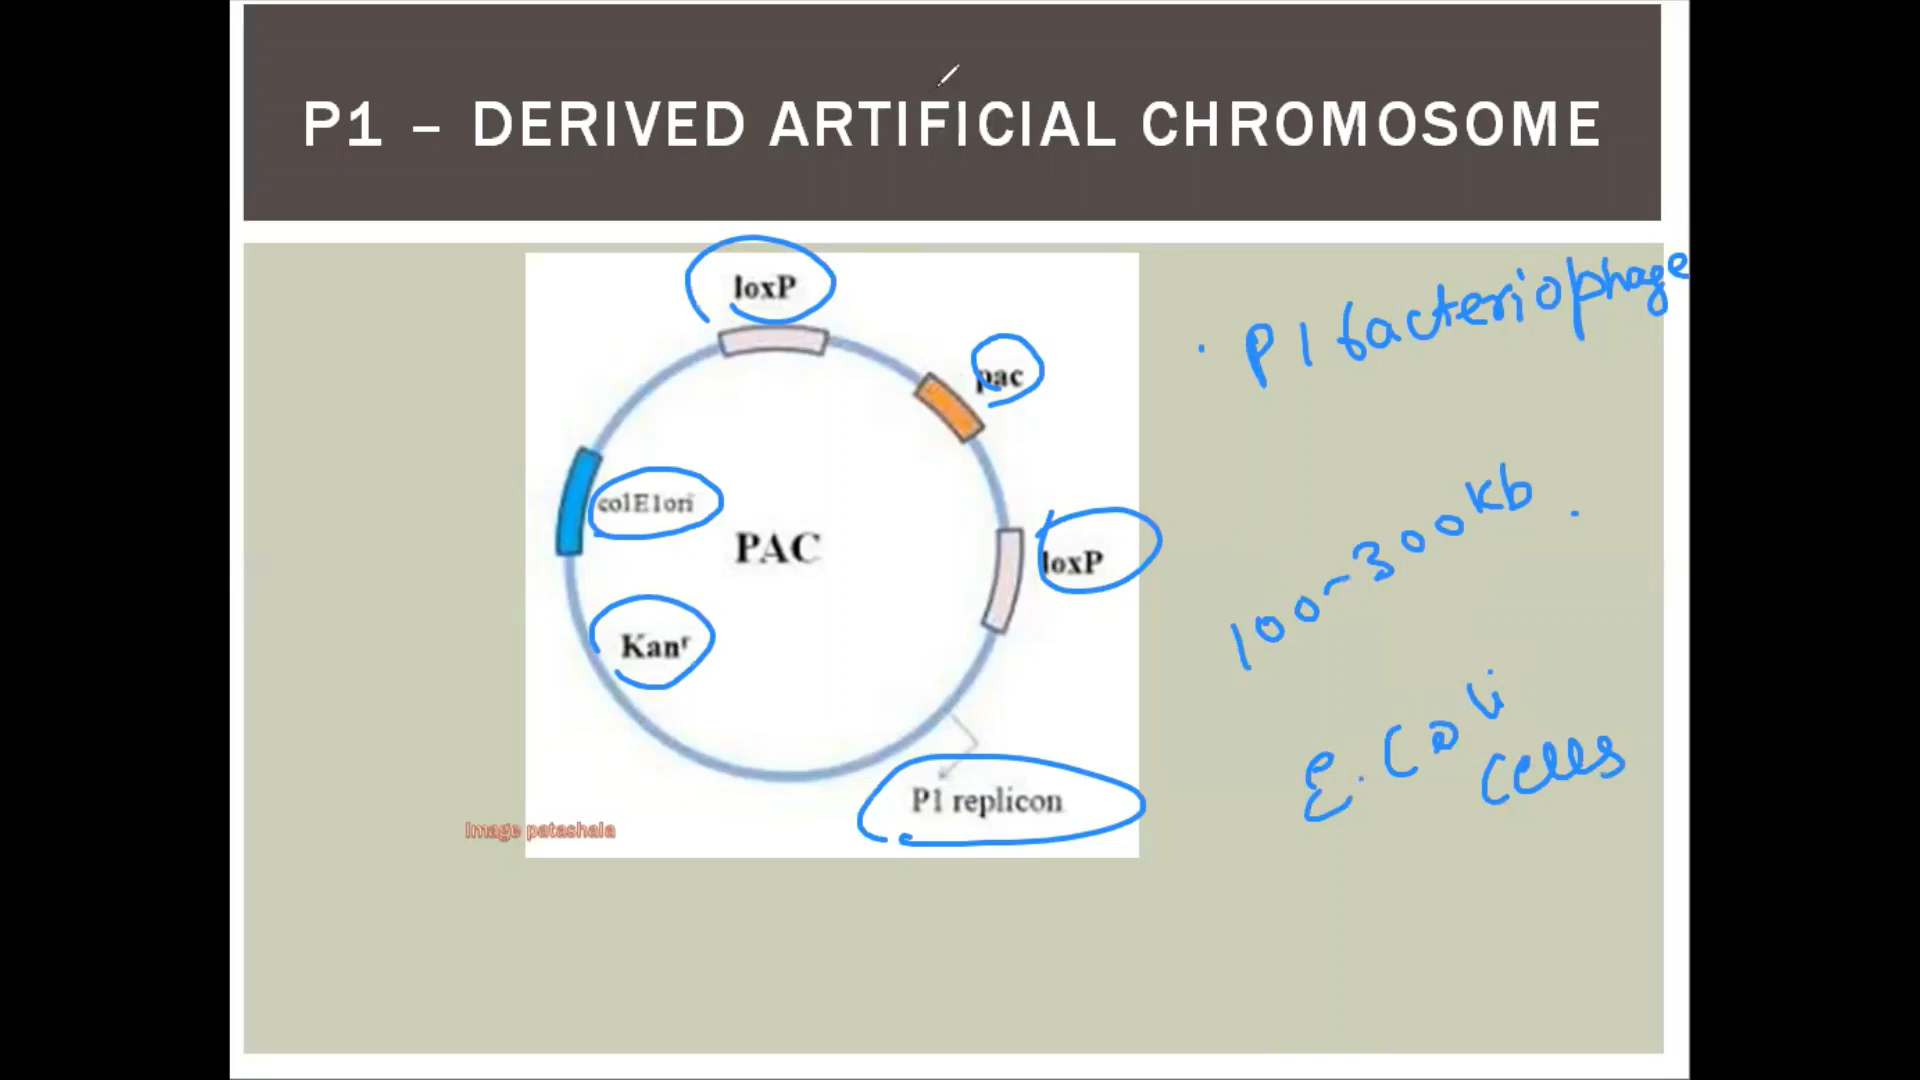 P1 – DERIVED ARTIFICIAL CHROMOSOME
loxP
pac
colE1ori
PAC
loxP
Kanʳ
P1 replicon
Image patashala
P1 bacteriophage
100-300kb
E.Coli
cells